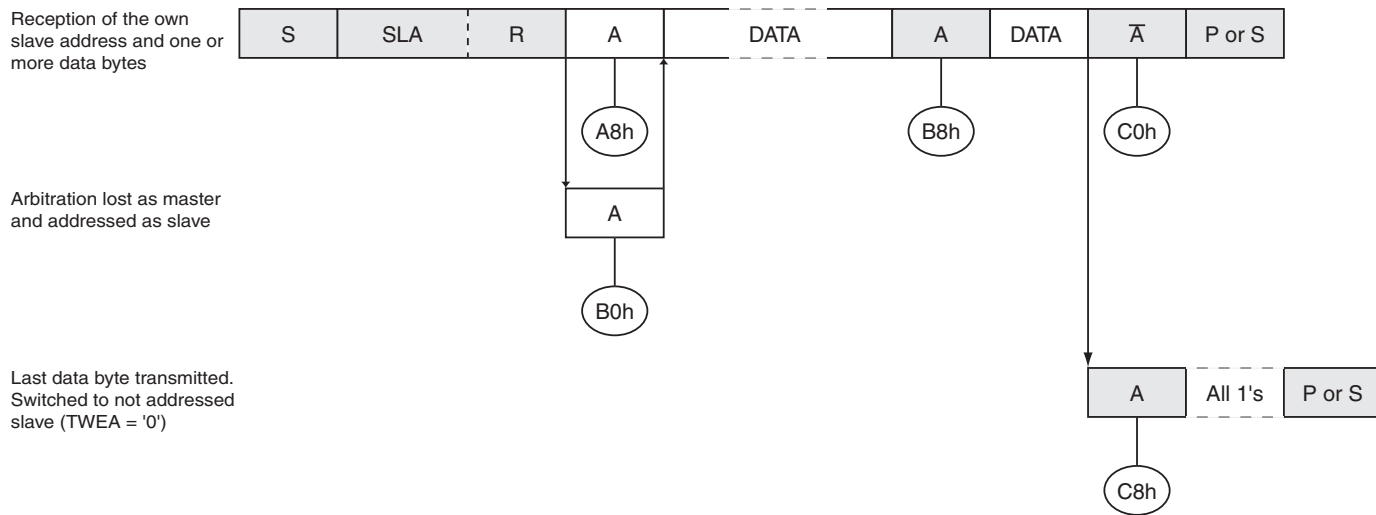 Reception of the own
slave address and one or
more data bytes
S SLA R A DATA A DATA A̅ P or S
A8h B8h C0h
Arbitration lost as master
and addressed as slave
A
B0h
Last data byte transmitted.
Switched to not addressed
slave (TWEA = '0')
A All 1's P or S
C8h